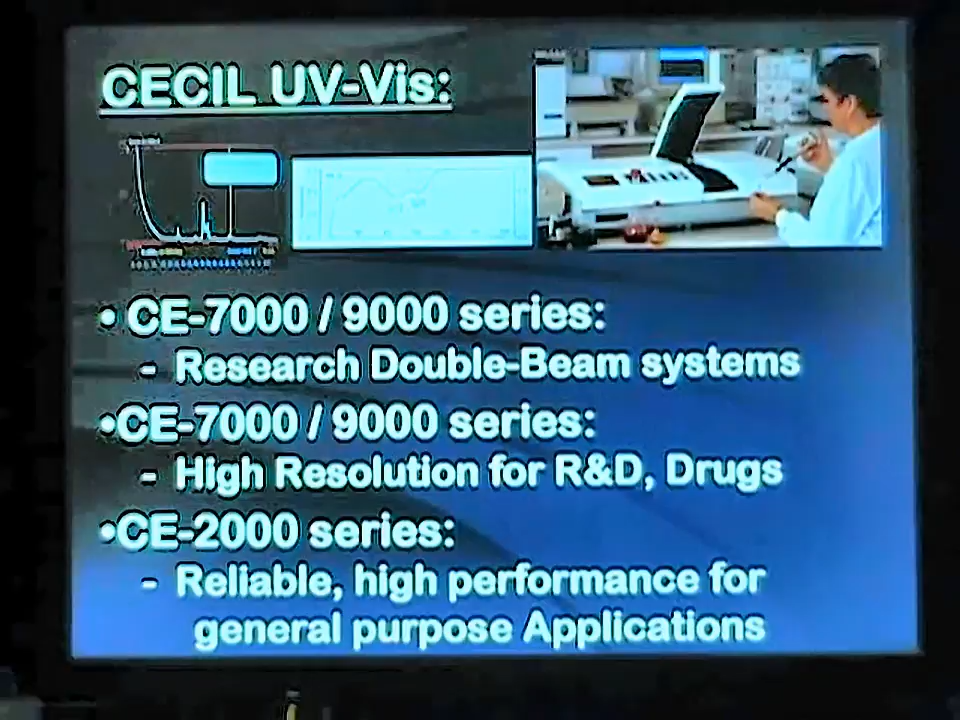 CECIL UV-Vis:
• CE-7000 / 9000 series:
- Research Double-Beam systems
•CE-7000 / 9000 series:
- High Resolution for R&D, Drugs
•CE-2000 series:
- Reliable, high performance for
general purpose Applications